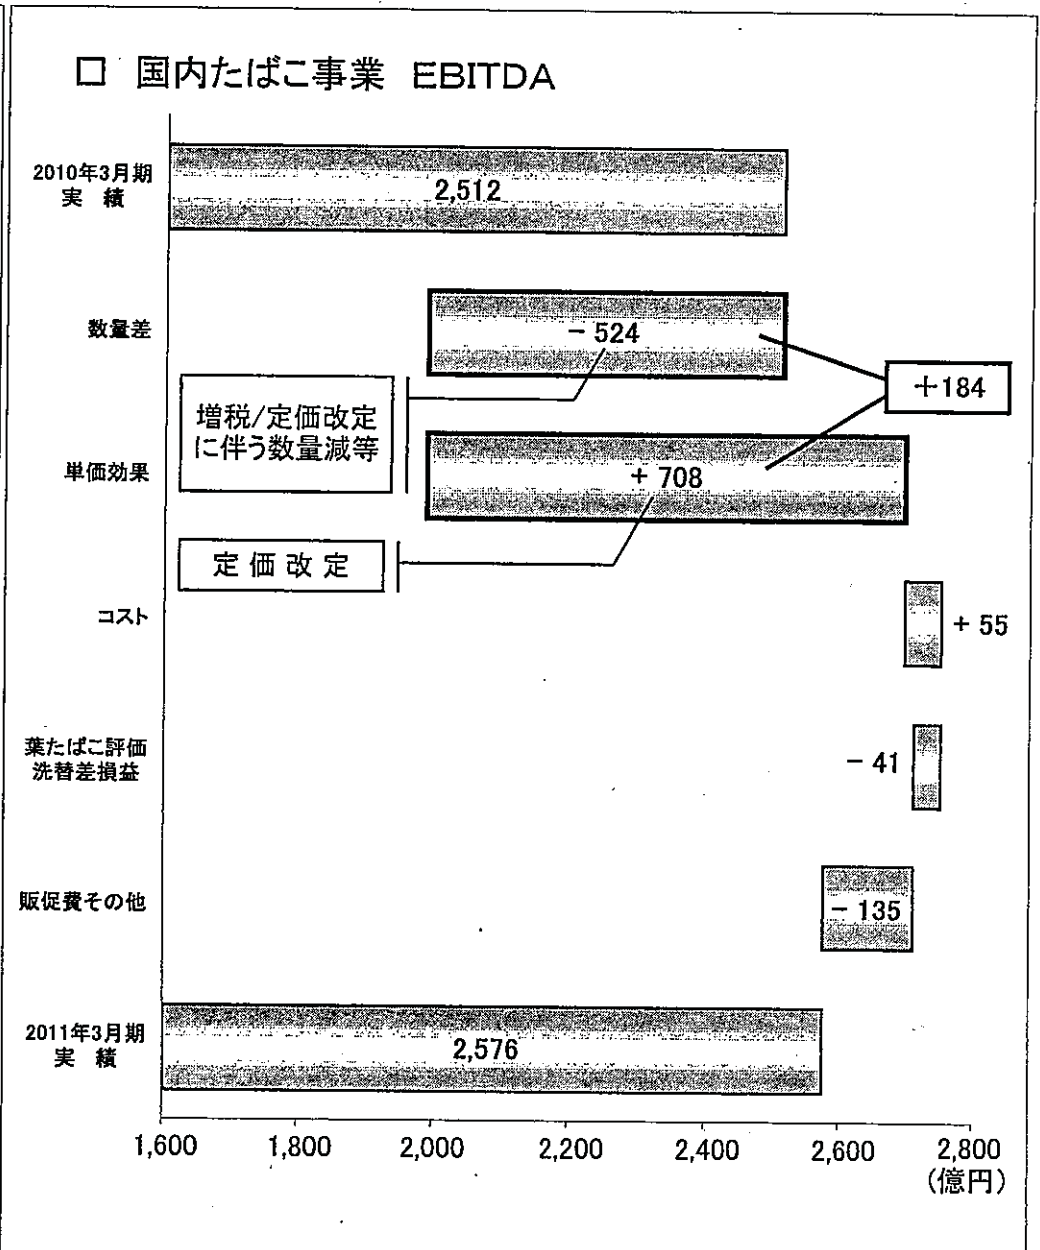 □ 国内たばこ事業 EBITDA
2010年3月期
実 績
2,512
数量差
- 524
+184
増税/定価改定
に伴う数量減等
単価効果
+ 708
定 価 改 定
コスト
+ 55
葉たばこ評価
洗替差損益
- 41
販促費その他
- 135
2011年3月期
実 績
2,576
1,600 1,800 2,000 2,200 2,400 2,600 2,800
(億円)